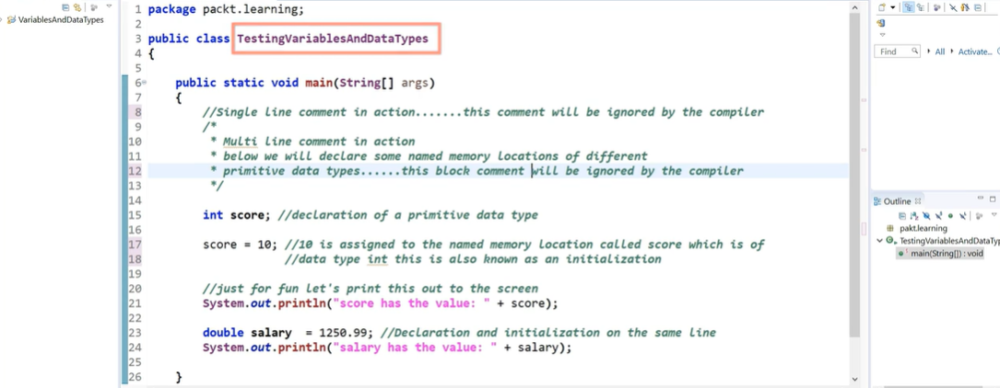 VariablesAndDataTypes
1 package packt.learning;
2
3 public class TestingVariablesAndDataTypes
4 {
5
6 public static void main(String[] args)
7 {
8 //Single line comment in action.......this comment will be ignored by the compiler
9 /*
10 * Multi line comment in action
11 * below we will declare some named memory locations of different
12 * primitive data types......this block comment will be ignored by the compiler
13 */
14
15 int score; //declaration of a primitive data type
16
17 score = 10; //10 is assigned to the named memory location called score which is of
18 //data type int this is also known as an initialization
19
20 //just for fun let's print this out to the screen
21 System.out.println("score has the value: " + score);
22
23 double salary  = 1250.99; //Declaration and initialization on the same line
24 System.out.println("salary has the value: " + salary);
25
26 }
Find All Activate...
Outline
pakt.learning
TestingVariablesAndDataTyp
main(String[]) : void